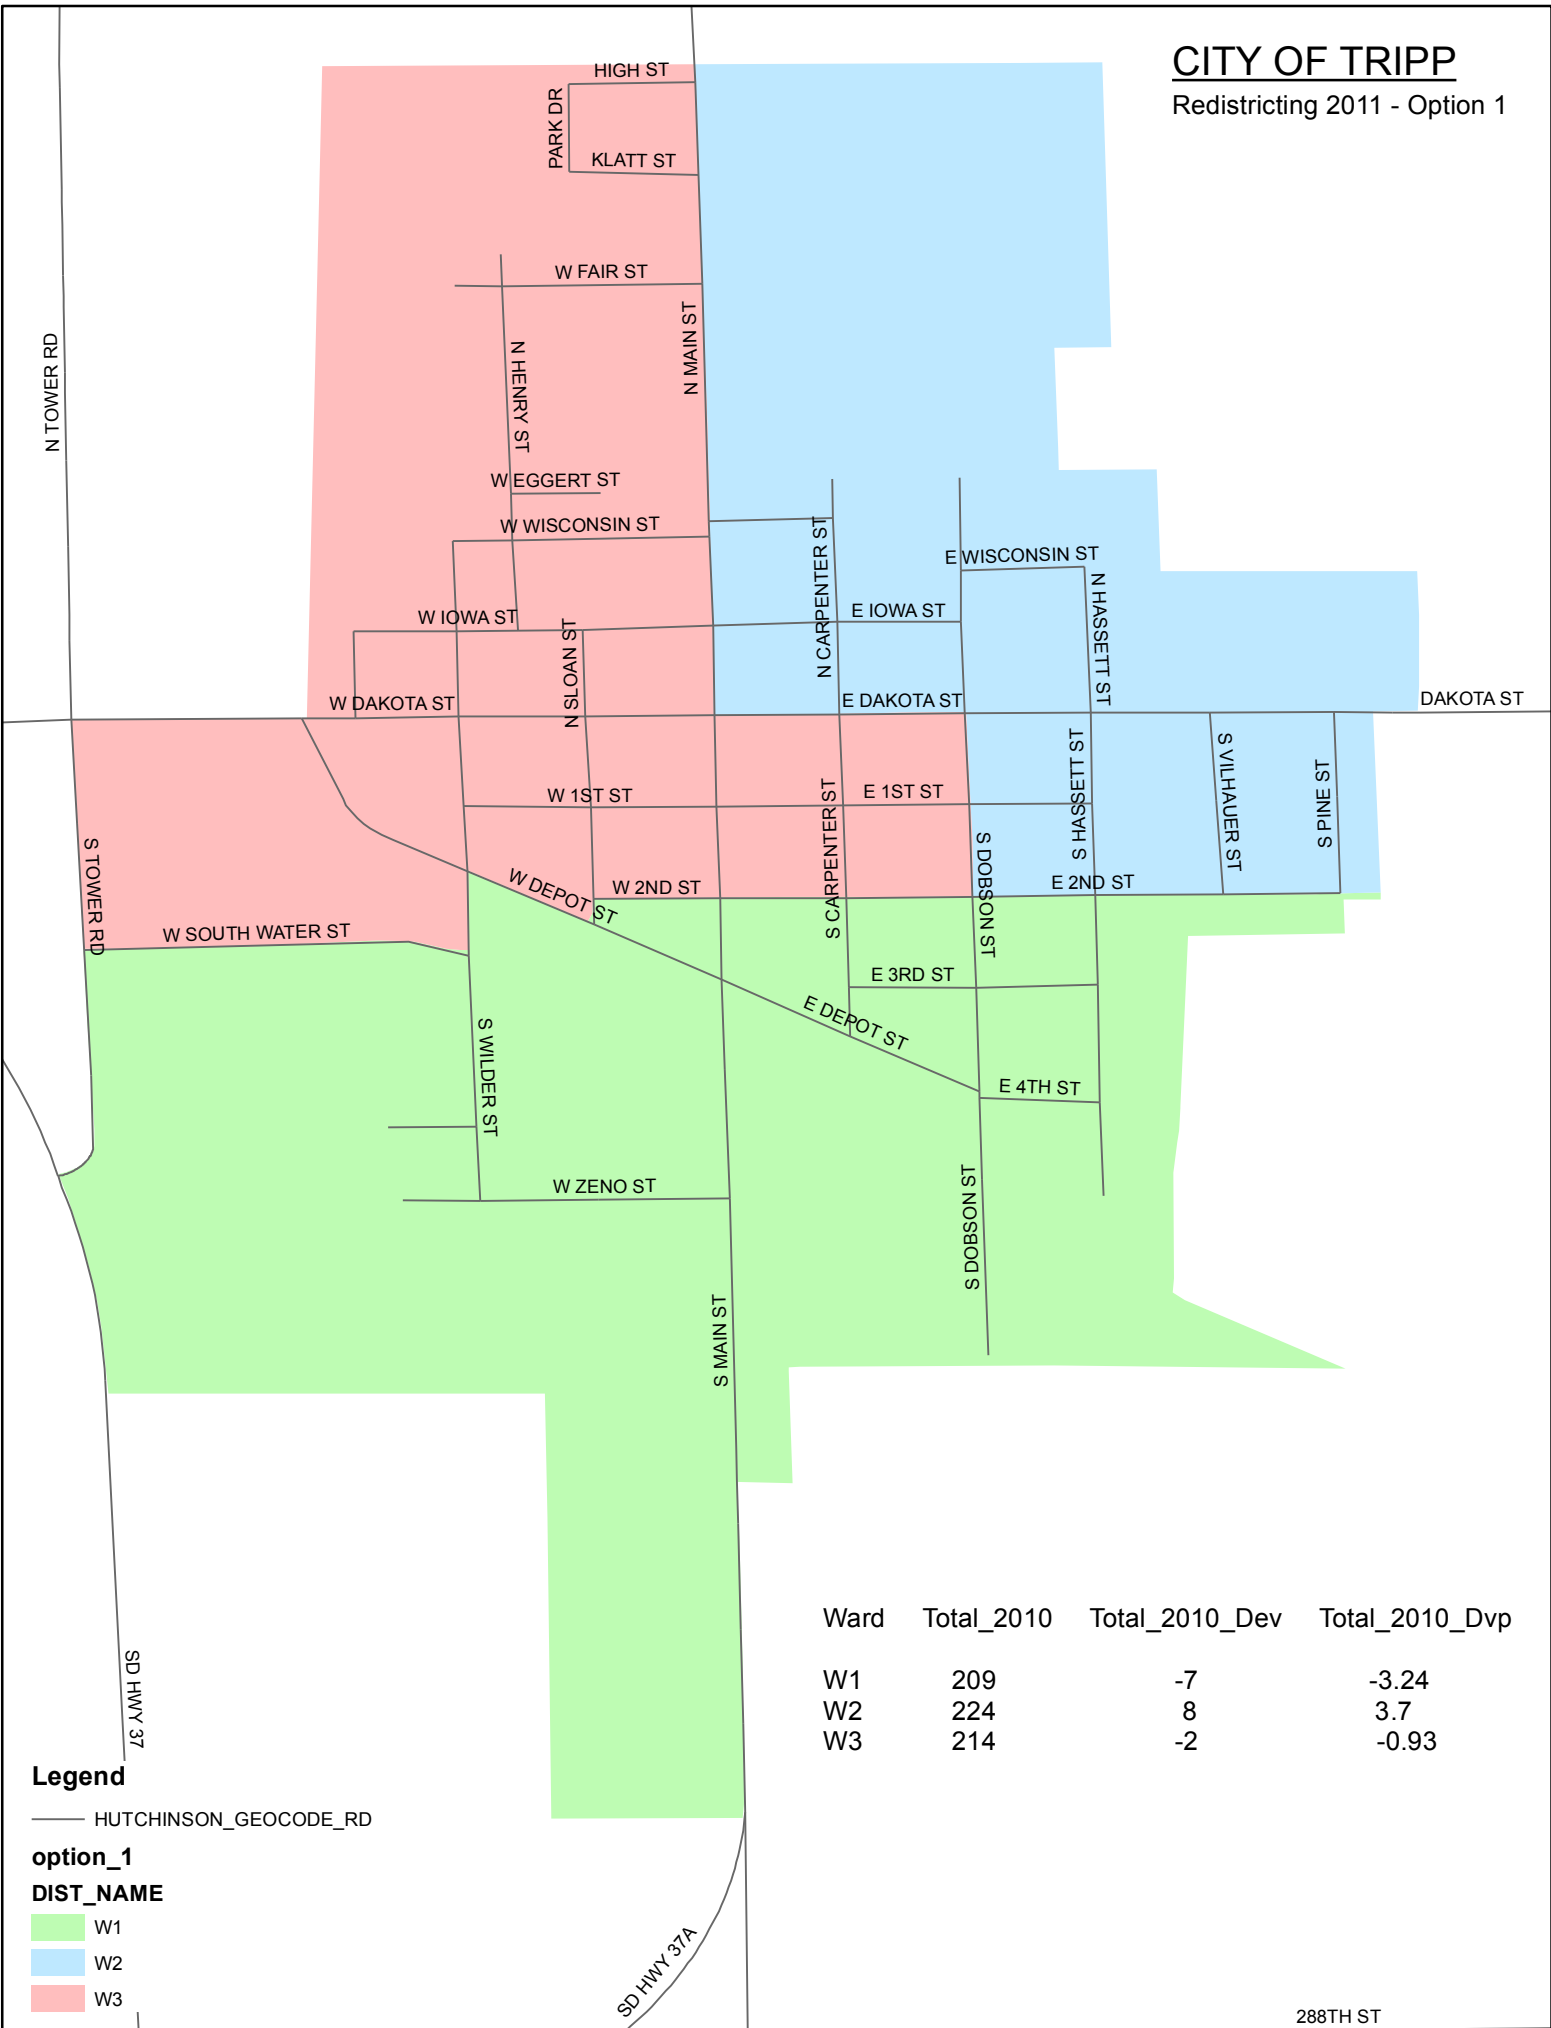 CITY OF TRIPP
Redistricting 2011 - Option 1
HIGH ST
PARK DR
KLATT ST
W FAIR ST
N MAIN ST
N HENRY ST
N TOWER RD
W EGGERT ST
W WISCONSIN ST
N CARPENTER ST
E WISCONSIN ST
N HASSETT ST
W IOWA ST
E IOWA ST
N SLOAN ST
W DAKOTA ST
E DAKOTA ST
DAKOTA ST
S HASSETT ST
S VILHAUER ST
S PINE ST
W 1ST ST
E 1ST ST
S CARPENTER ST
S TOWER RD
S DOBSON ST
W DEPOT ST
W 2ND ST
E 2ND ST
W SOUTH WATER ST
E 3RD ST
E DEPOT ST
S WILDER ST
E 4TH ST
W ZENO ST
S DOBSON ST
S MAIN ST
Ward Total_2010 Total_2010_Dev Total_2010_Dvp
W1 209 -7 -3.24
W2 224 8 3.7
W3 214 -2 -0.93
SD HWY 37
Legend
HUTCHINSON_GEOCODE_RD
option_1
DIST_NAME
W1
W2
W3
SD HWY 37A
288TH ST